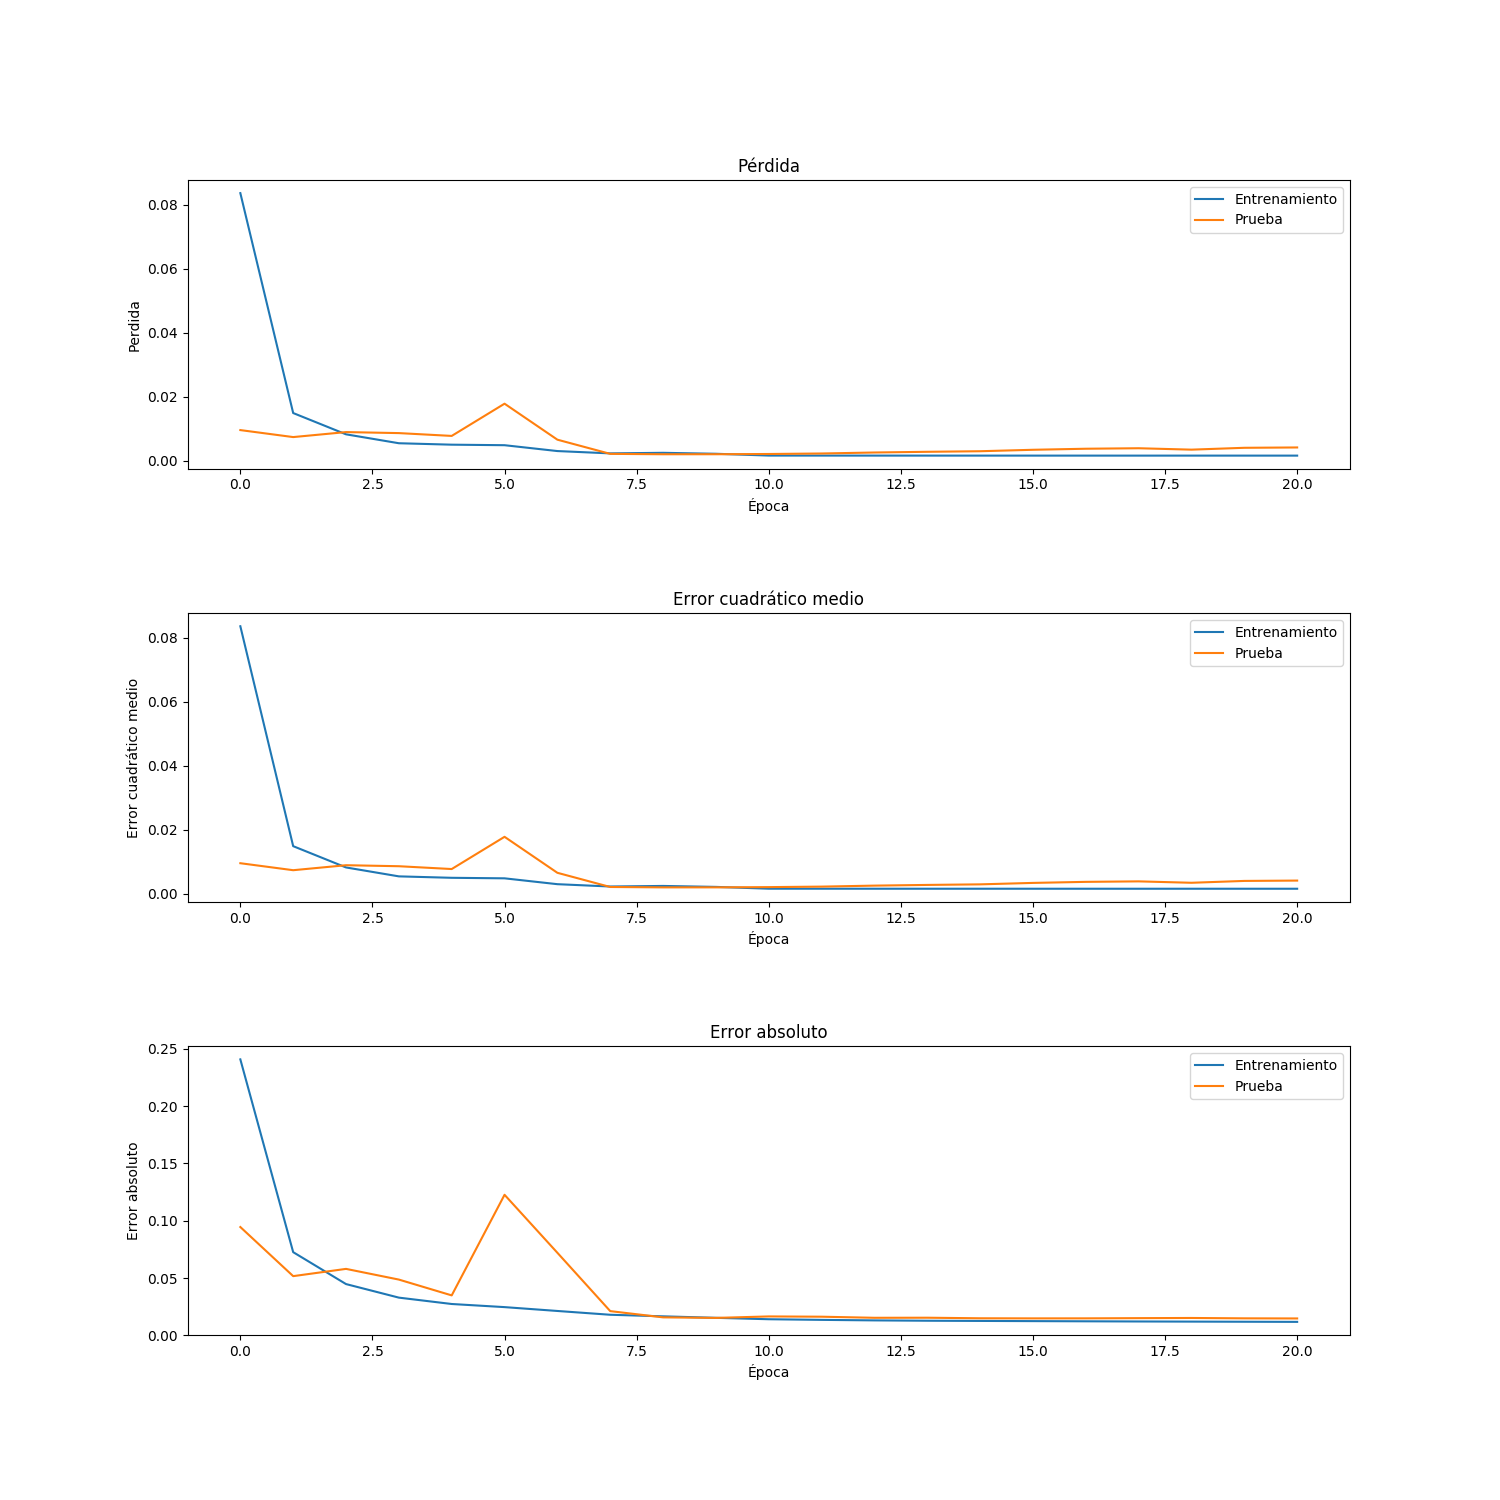 Pérdida
Entrenamiento
Prueba
0.08
0.06
0.04
0.02
0.00
Perdida
0.0 2.5 5.0 7.5 10.0 12.5 15.0 17.5 20.0
Época
Error cuadrático medio
Entrenamiento
Prueba
0.08
0.06
0.04
0.02
0.00
Error cuadrático medio
0.0 2.5 5.0 7.5 10.0 12.5 15.0 17.5 20.0
Época
Error absoluto
Entrenamiento
Prueba
0.25
0.20
0.15
0.10
0.05
0.00
Error absoluto
0.0 2.5 5.0 7.5 10.0 12.5 15.0 17.5 20.0
Época